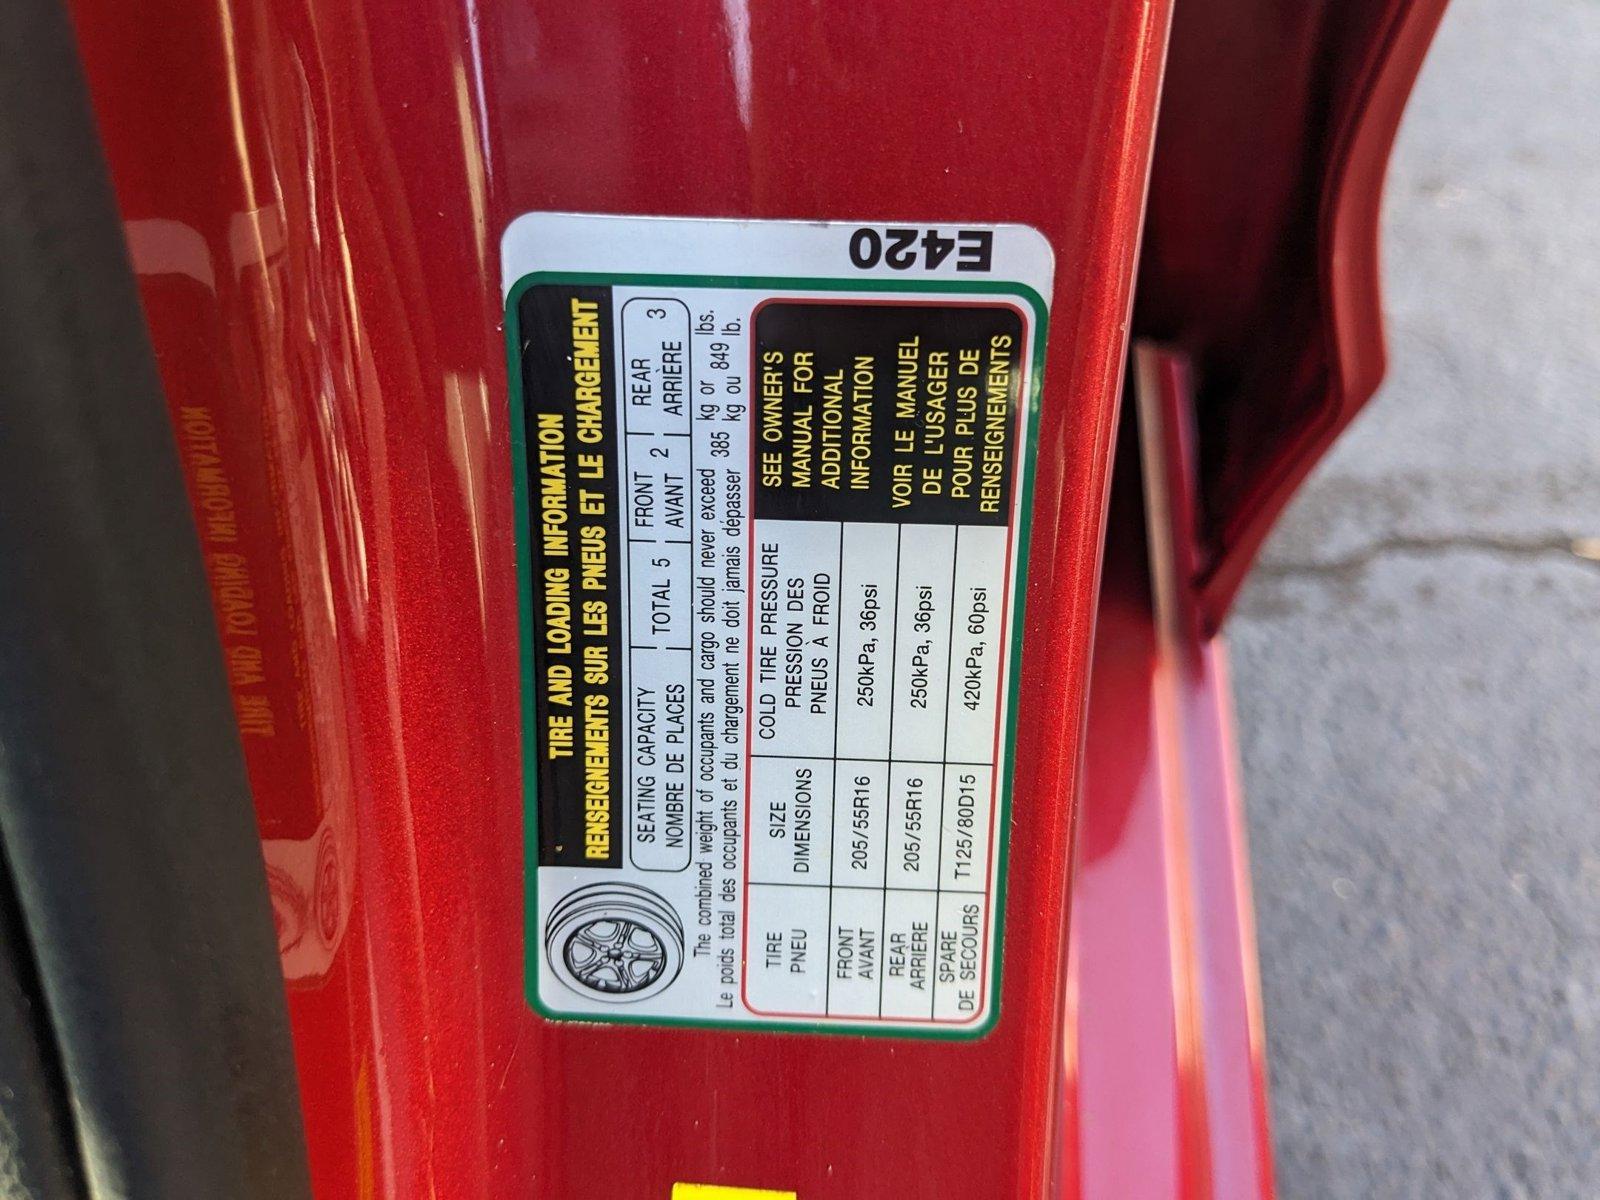 E420
TIRE AND LOADING INFORMATION
RENSEIGNEMENTS SUR LES PNEUS ET LE CHARGEMENT
SEATING CAPACITY | TOTAL 5 | FRONT 2 | REAR 3
NOMBRE DE PLACES AVANT ARRIÈRE
The combined weight of occupants and cargo should never exceed 385 kg or 849 lbs.
Le poids total des occupants et du chargement ne doit jamais dépasser 385 kg ou 849 lb.
TIRE SIZE COLD TIRE PRESSURE
PNEU DIMENSIONS PRESSION DES
PNEUS À FROID
FRONT
AVANT 205/55R16 250kPa, 36psi
REAR
ARRIÈRE 205/55R16 250kPa, 36psi
SPARE
DE SECOURS T125/80D15 420kPa, 60psi
SEE OWNER'S
MANUAL FOR
ADDITIONAL
INFORMATION
VOIR LE MANUEL
DE L'USAGER
POUR PLUS DE
RENSEIGNEMENTS
TIRE AND LOADING INFORMATION